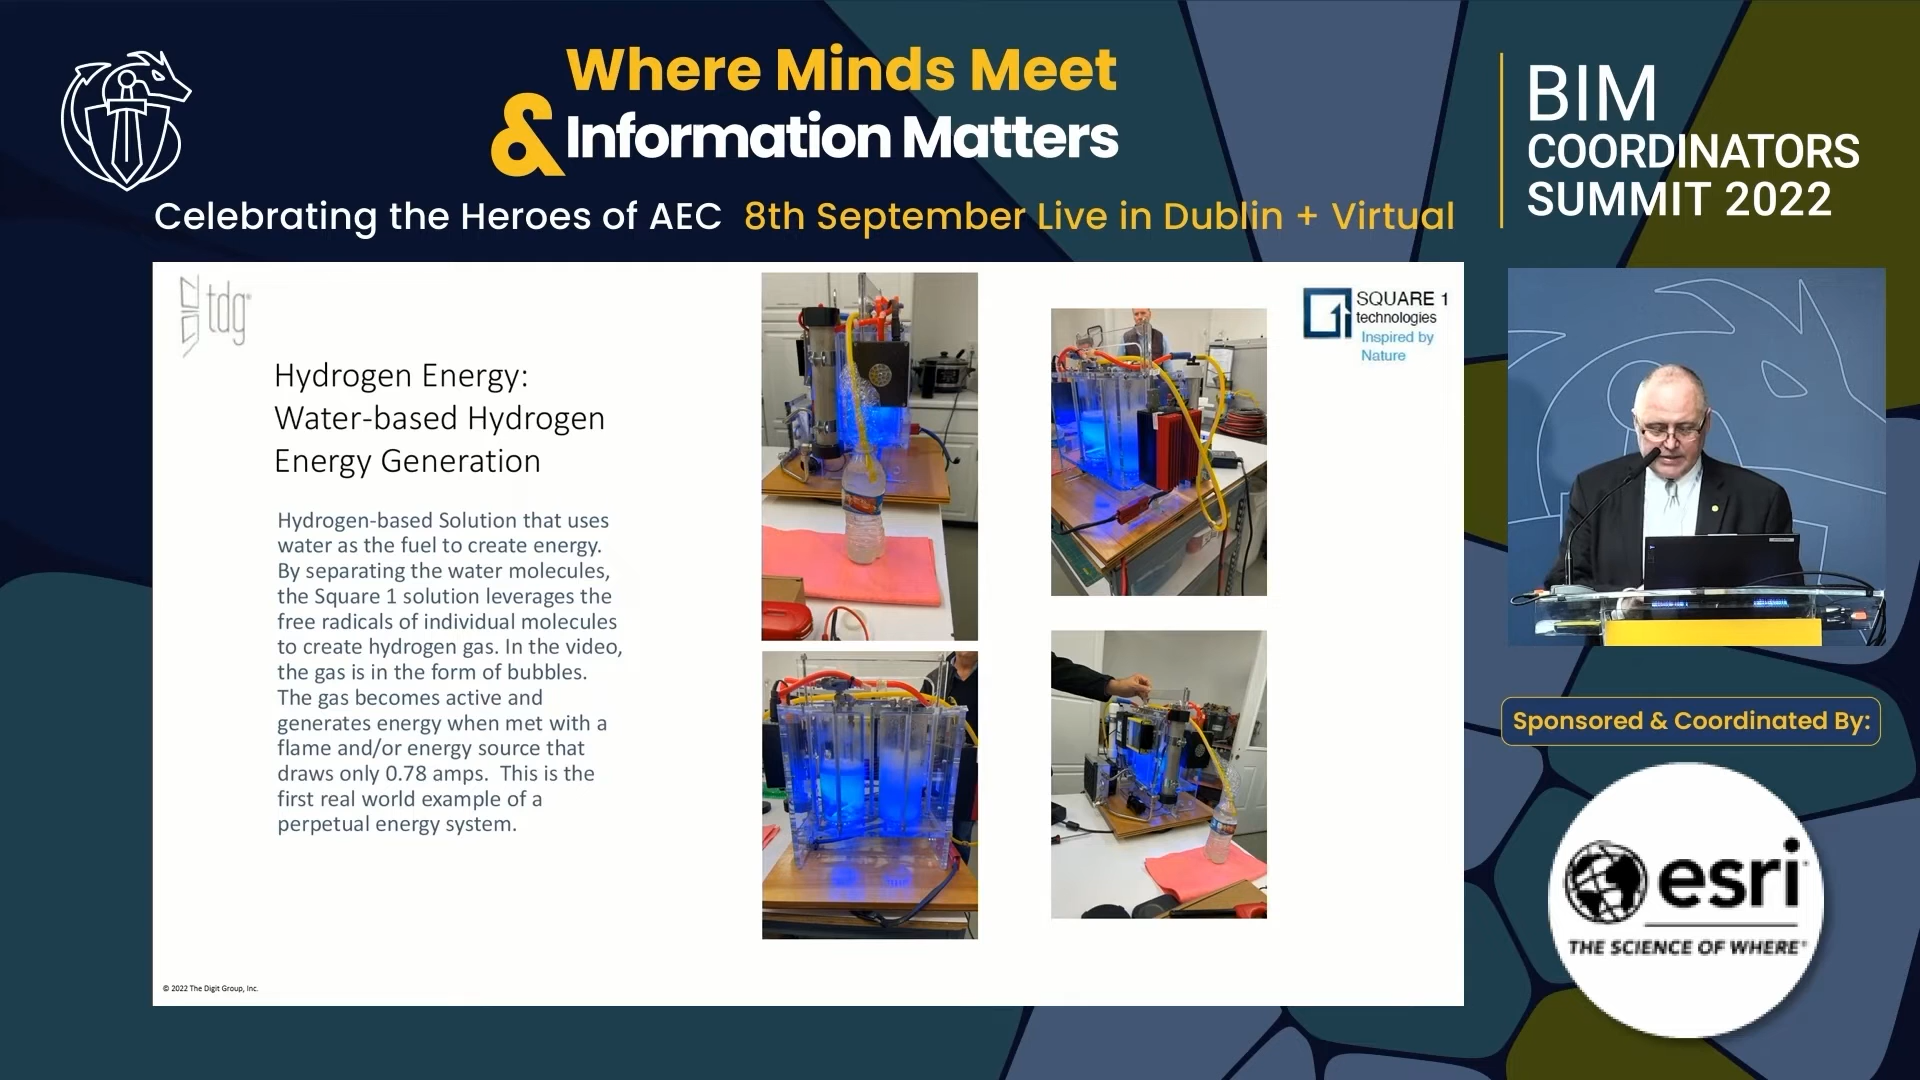 Where Minds Meet
& Information Matters
Celebrating the Heroes of AEC 8th September Live in Dublin + Virtual
BIM
COORDINATORS
SUMMIT 2022
tdg
SQUARE 1
technologies
Inspired by
Nature
Hydrogen Energy:
Water-based Hydrogen
Energy Generation
Hydrogen-based Solution that uses
water as the fuel to create energy.
By separating the water molecules,
the Square 1 solution leverages the
free radicals of individual molecules
to create hydrogen gas. In the video,
the gas is in the form of bubbles.
The gas becomes active and
generates energy when met with a
flame and/or energy source that
draws only 0.78 amps. This is the
first real world example of a
perpetual energy system.
© 2022 The Digit Group, Inc.
Sponsored & Coordinated By:
esri
THE SCIENCE OF WHERE®